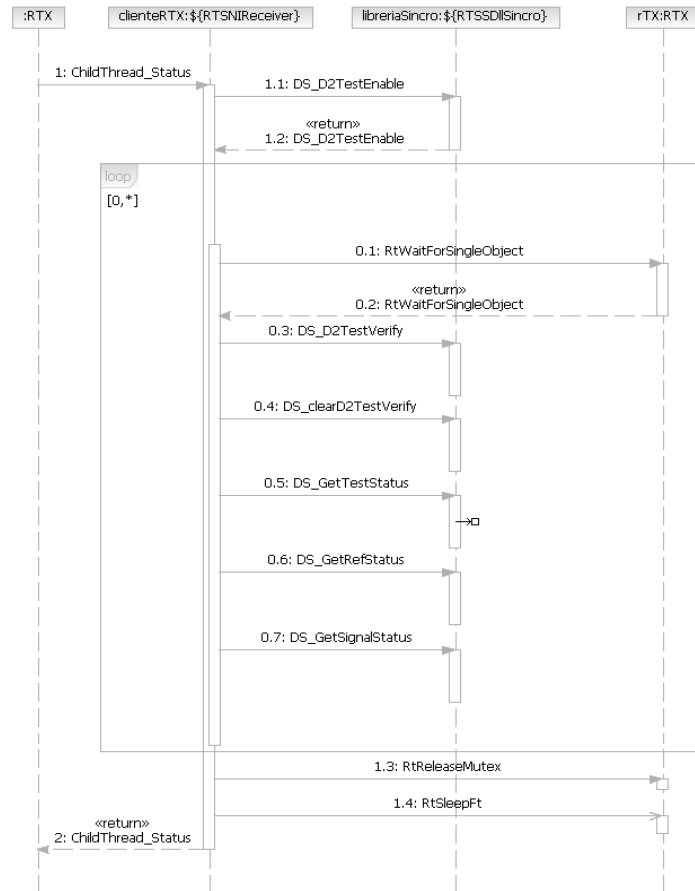 :RTX
clienteRTX:${RTSNIReceiver}
libreriaSincro:${RTSSDllSincro}
rTX:RTX
1: ChildThread_Status
1.1: DS_D2TestEnable
«return»
1.2: DS_D2TestEnable
loop
[0,*]
0.1: RtWaitForSingleObject
«return»
0.2: RtWaitForSingleObject
0.3: DS_D2TestVerify
0.4: DS_clearD2TestVerify
0.5: DS_GetTestStatus
0.6: DS_GetRefStatus
0.7: DS_GetSignalStatus
1.3: RtReleaseMutex
1.4: RtSleepFt
«return»
2: ChildThread_Status